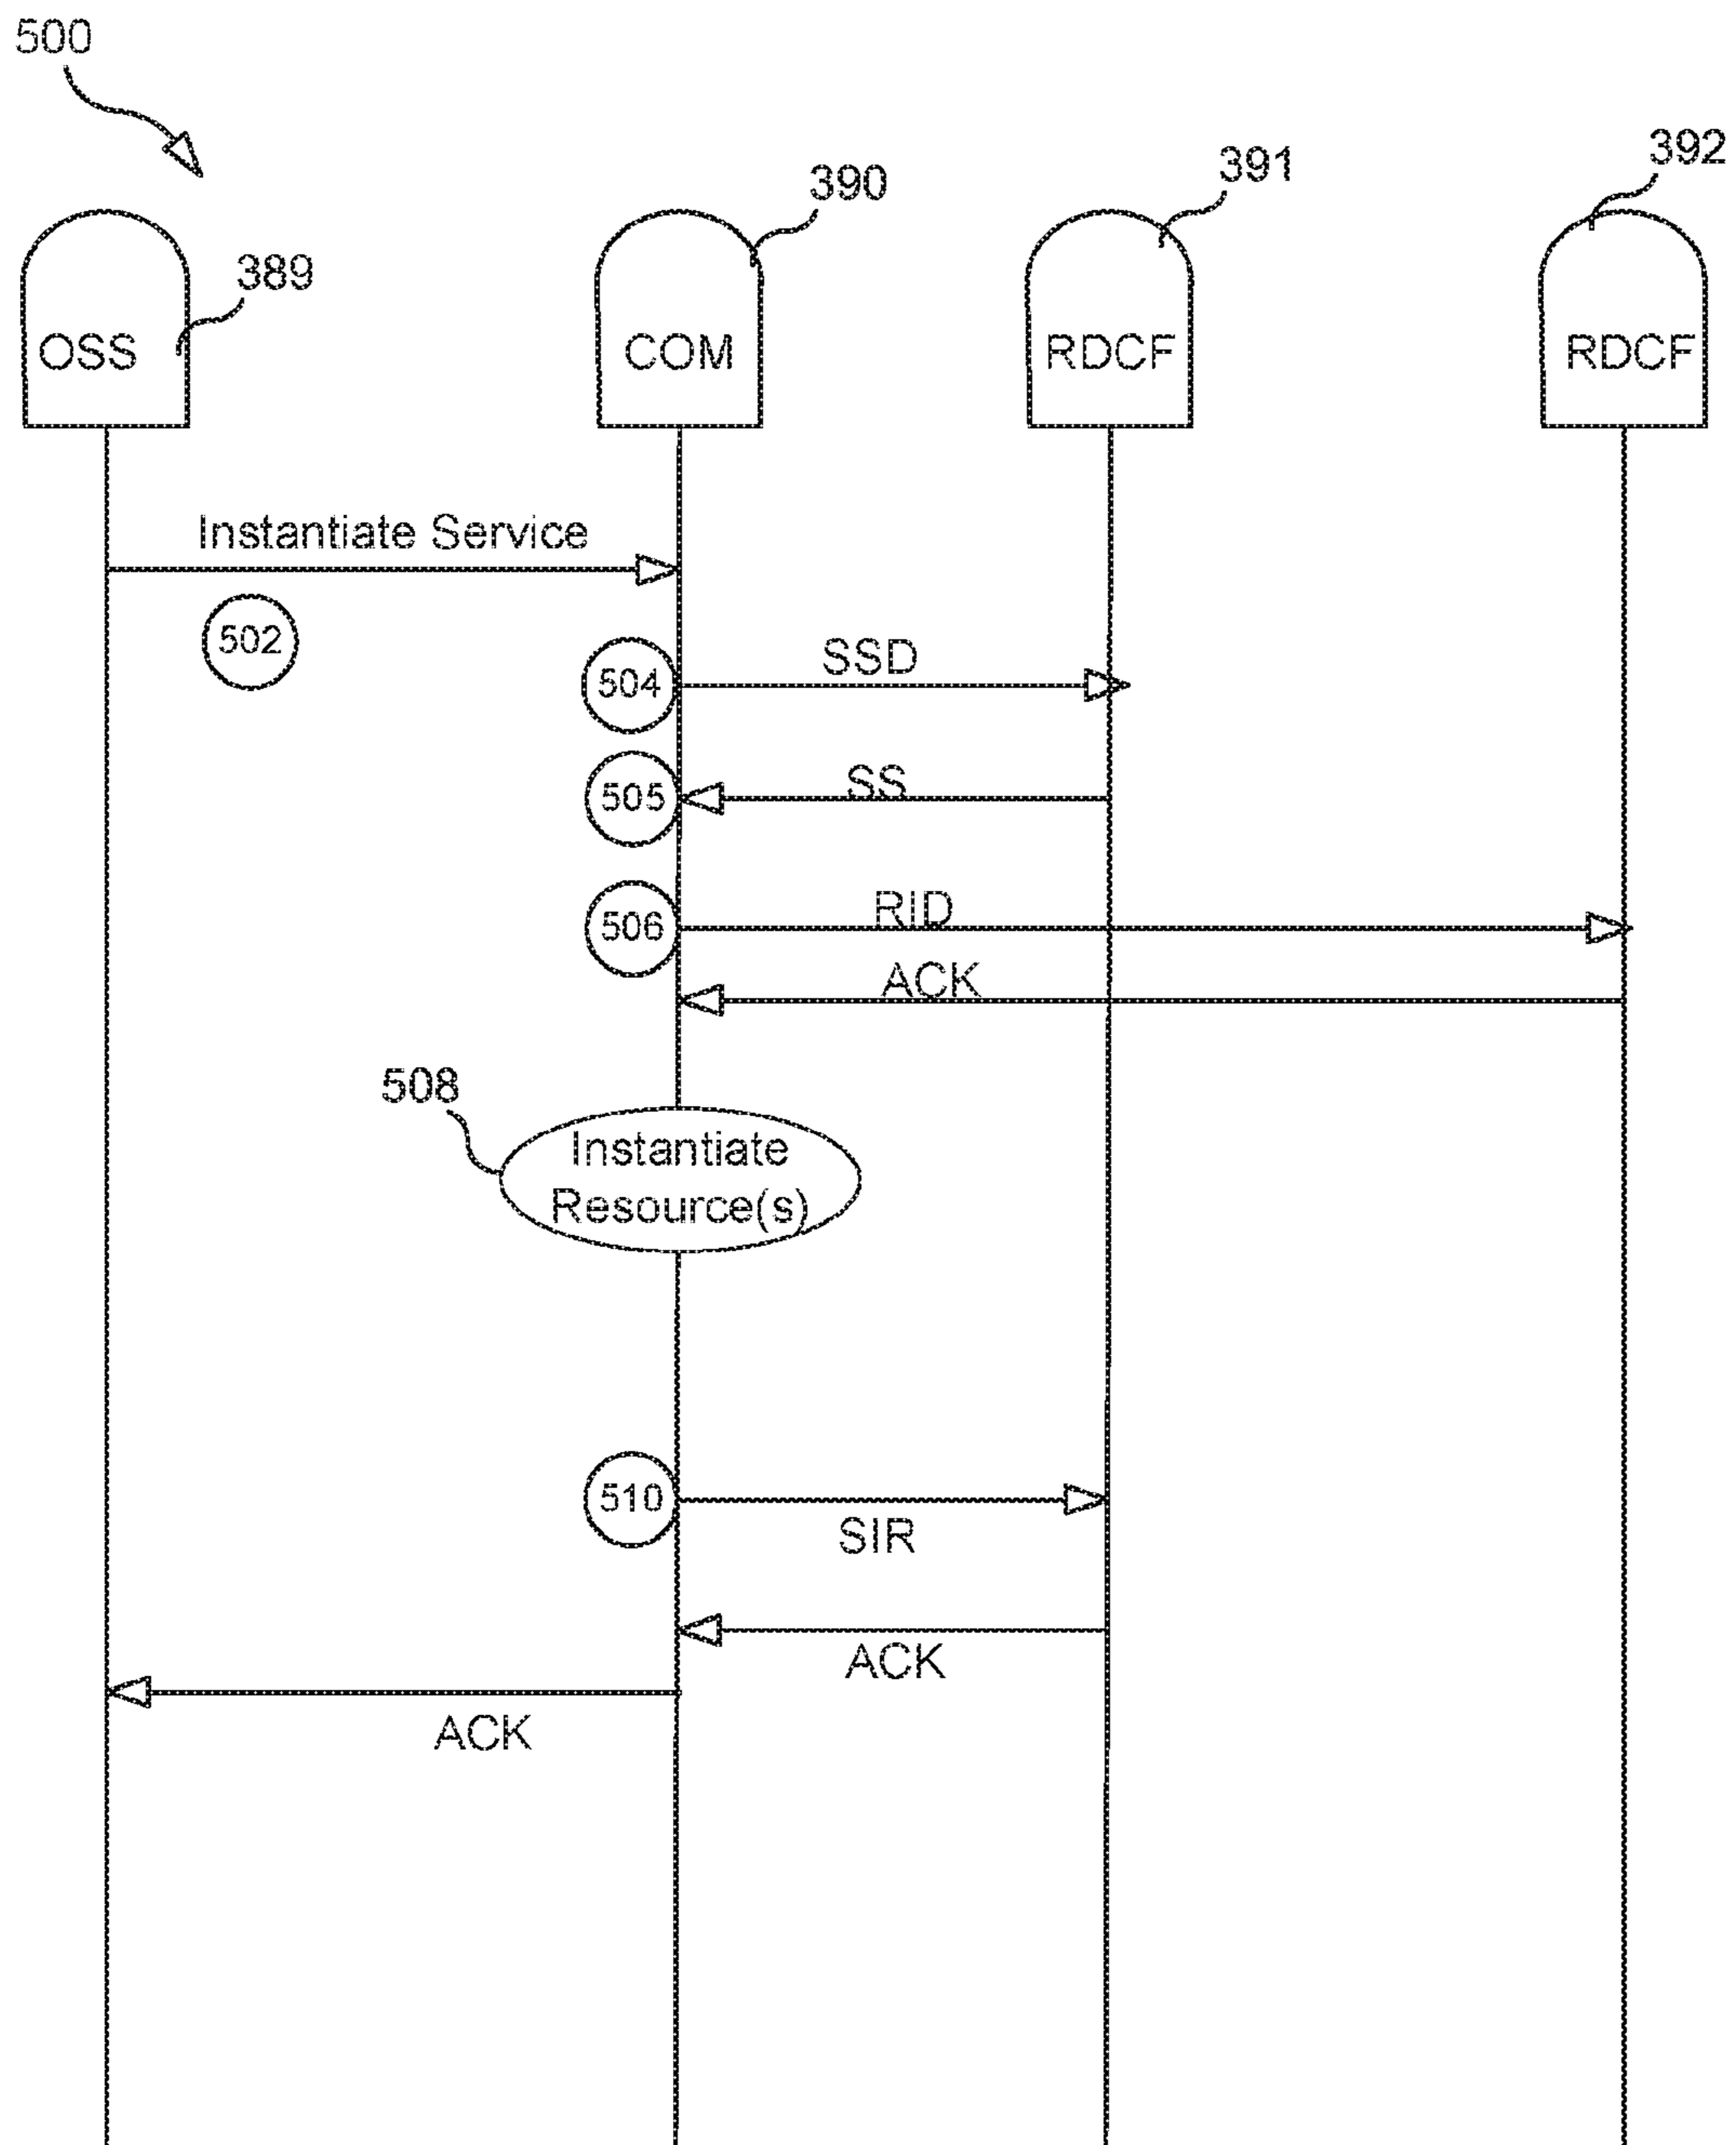 500
392
391
390
389
OSS
COM
RDCF
RDCF
Instantiate Service
502
SSD
504
SS
505
RID
506
ACK
508
Instantiate
Resource(s)
510
SIR
ACK
ACK